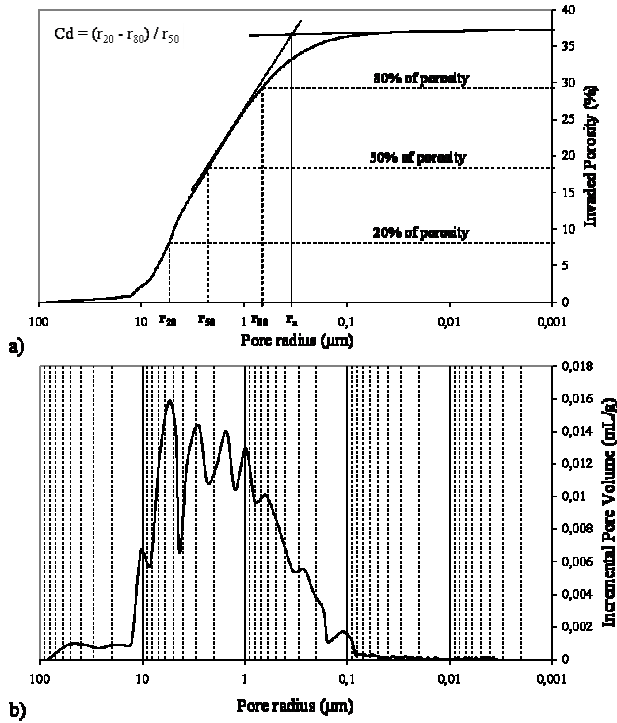 Cd = (r20 - r80) / r50
40
35
80% of porosity
30
25
50% of porosity
20
15
20% of porosity
10
5
0
Invaded Porosity (%)
100 10 1 0,1 0,01 0,001
r20 r50 r80 ra
Pore radius (μm)
a)
0,018
0,016
0,014
0,012
0,01
0,008
0,006
0,004
0,002
0
Incremental Pore Volume (mL/g)
100 10 1 0,1 0,01 0,001
Pore radius (μm)
b)